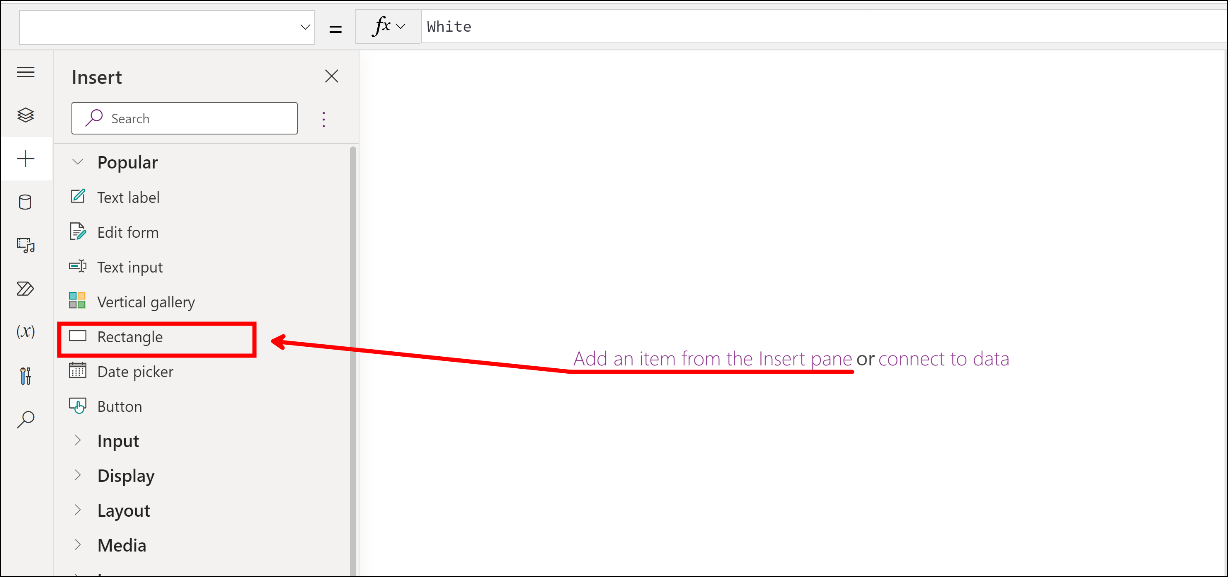 = fx White
Insert
Search
Popular
Text label
Edit form
Text input
Vertical gallery
Rectangle
Date picker
Button
Input
Display
Layout
Media
(x)
Add an item from the Insert pane or connect to data